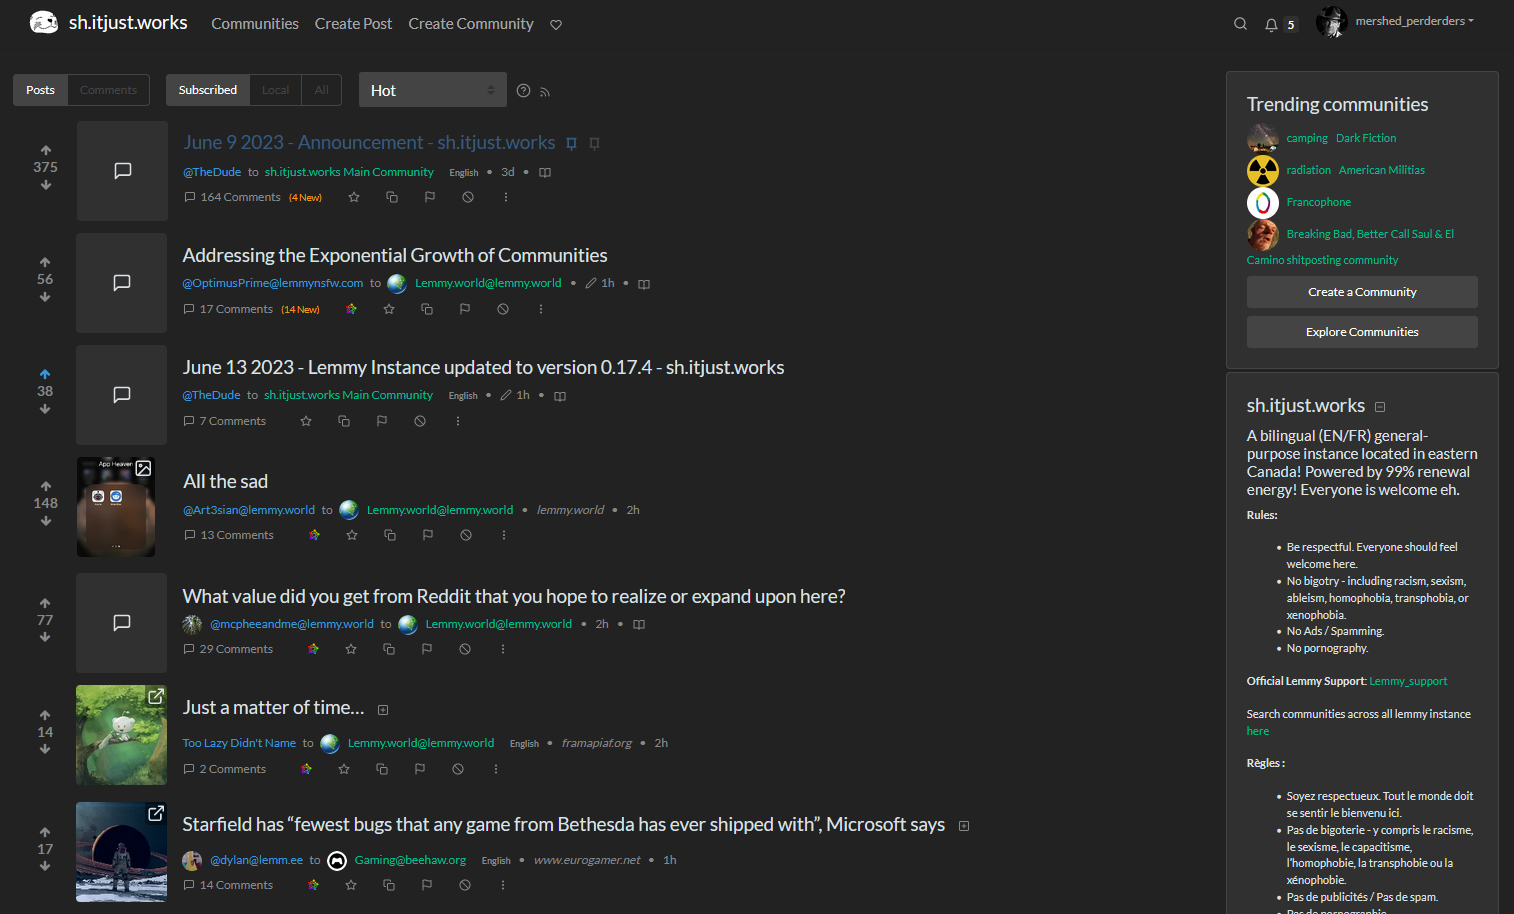 sh.itjust.works Communities Create Post Create Community 5 mershed_perderders
Posts Comments Subscribed Local All Hot
375
June 9 2023 - Announcement - sh.itjust.works
@TheDude to sh.itjust.works Main Community English • 3d •
164 Comments (4 New)
56
Addressing the Exponential Growth of Communities
@OptimusPrime@lemmynsfw.com to Lemmy.world@lemmy.world • 1h •
17 Comments (14 New)
38
June 13 2023 - Lemmy Instance updated to version 0.17.4 - sh.itjust.works
@TheDude to sh.itjust.works Main Community English • 1h •
7 Comments
148
App Heaven
All the sad
@Art3sian@lemmy.world to Lemmy.world@lemmy.world • lemmy.world • 2h
13 Comments
77
What value did you get from Reddit that you hope to realize or expand upon here?
@mcpheeandme@lemmy.world to Lemmy.world@lemmy.world • 2h •
29 Comments
14
Just a matter of time...
Too Lazy Didn't Name to Lemmy.world@lemmy.world English • framapiaf.org • 2h
2 Comments
17
Starfield has “fewest bugs that any game from Bethesda has ever shipped with”, Microsoft says
@dylan@lemm.ee to Gaming@beehaw.org English • www.eurogamer.net • 1h
14 Comments
Trending communities
camping Dark Fiction
radiation American Militias
Francophone
Breaking Bad, Better Call Saul & El
Camino shitposting community
Create a Community
Explore Communities
sh.itjust.works
A bilingual (EN/FR) general-
purpose instance located in eastern
Canada! Powered by 99% renewal
energy! Everyone is welcome eh.
Rules:
• Be respectful. Everyone should feel
welcome here.
• No bigotry - including racism, sexism,
ableism, homophobia, transphobia, or
xenophobia.
• No Ads / Spamming.
• No pornography.
Official Lemmy Support: Lemmy_support
Search communities across all lemmy instance
here
Règles :
• Soyez respectueux. Tout le monde doit
se sentir le bienvenu ici.
• Pas de bigoterie - y compris le racisme,
le sexisme, le capacitisme,
l'homophobie, la transphobie ou la
xénophobie.
• Pas de publicités / Pas de spam.
• Pas de pornographie.